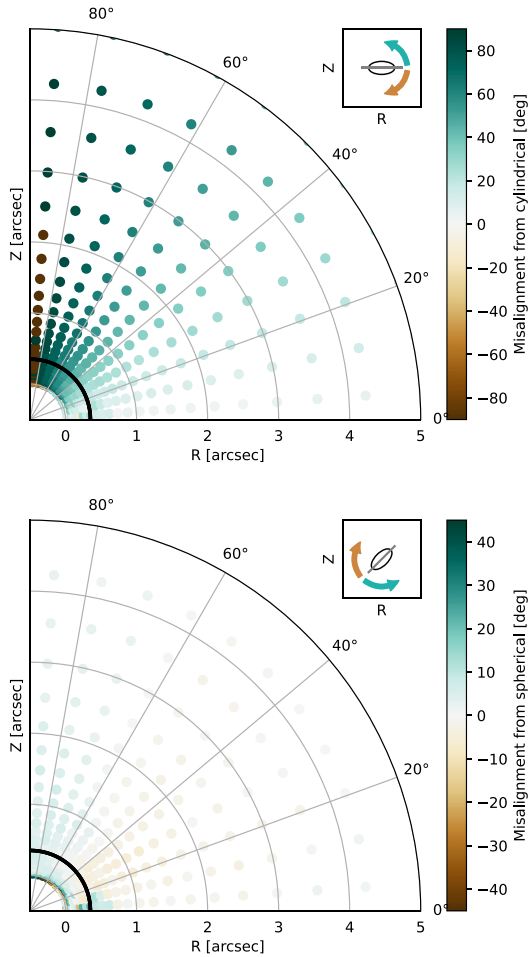 80°
60°
40°
20°
0°
Z [arcsec]
0 1 2 3 4 5
R [arcsec]
Z
R
80
60
40
20
0
−20
−40
−60
−80
Misalignment from cylindrical [deg]
80°
60°
40°
20°
0°
Z [arcsec]
0 1 2 3 4 5
R [arcsec]
Z
R
40
30
20
10
0
−10
−20
−30
−40
Misalignment from spherical [deg]